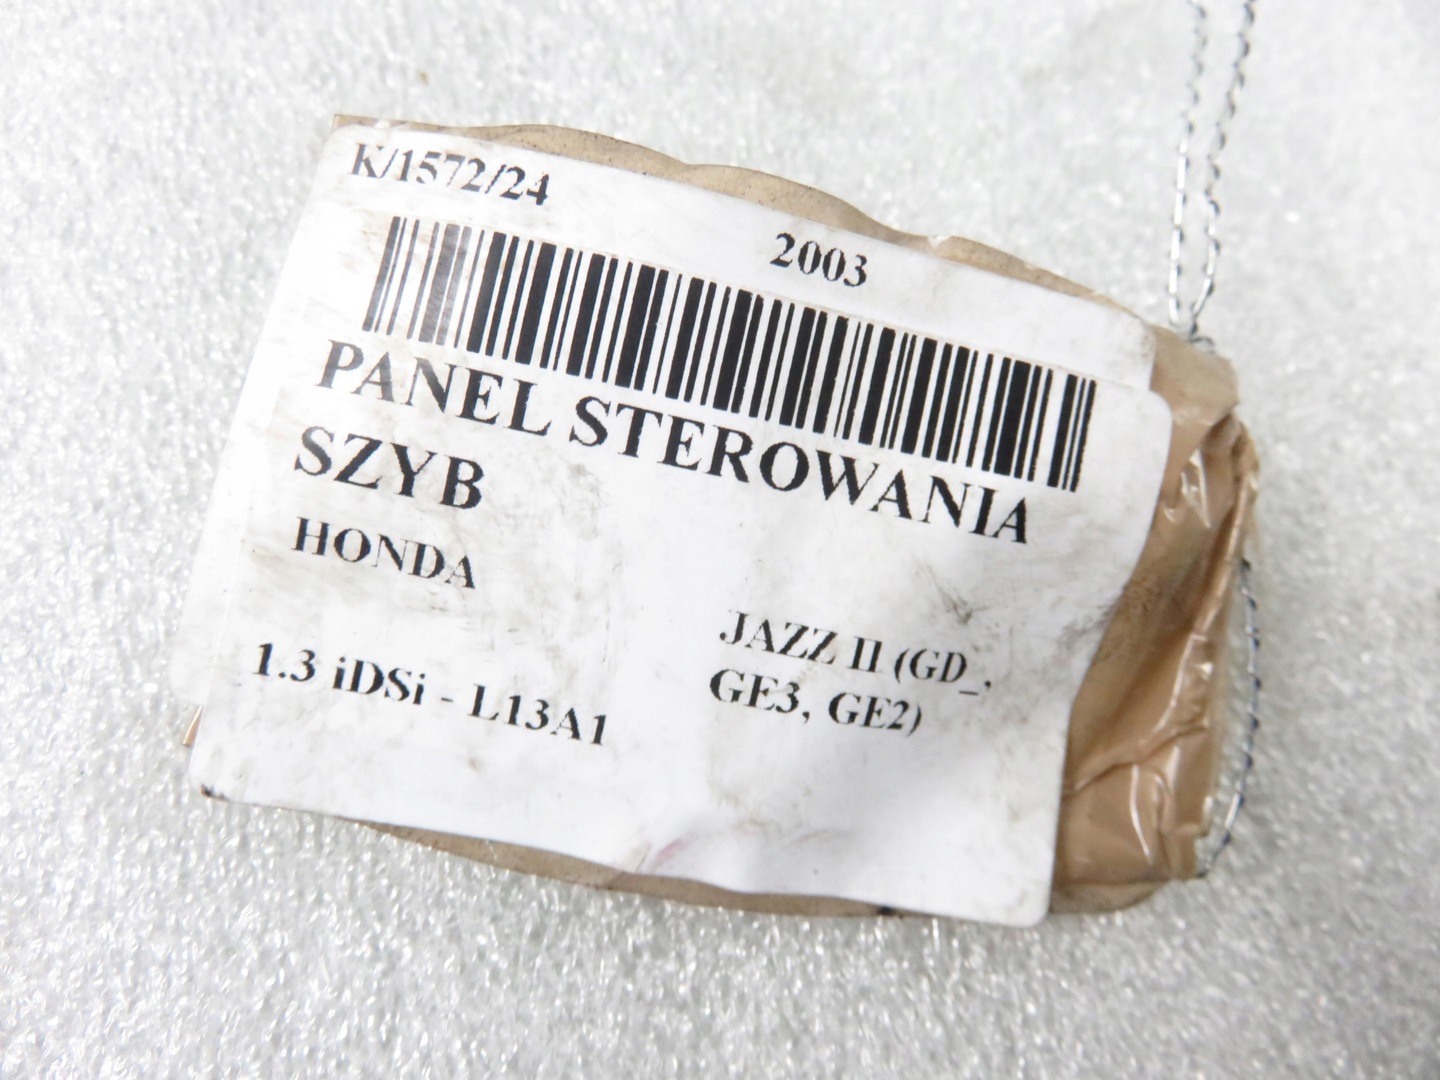 K/1572/24
2003
PANEL STEROWANIA
SZYB
HONDA
JAZZ II (GD_,
GE3, GE2)
1.3 iDSi - L13A1